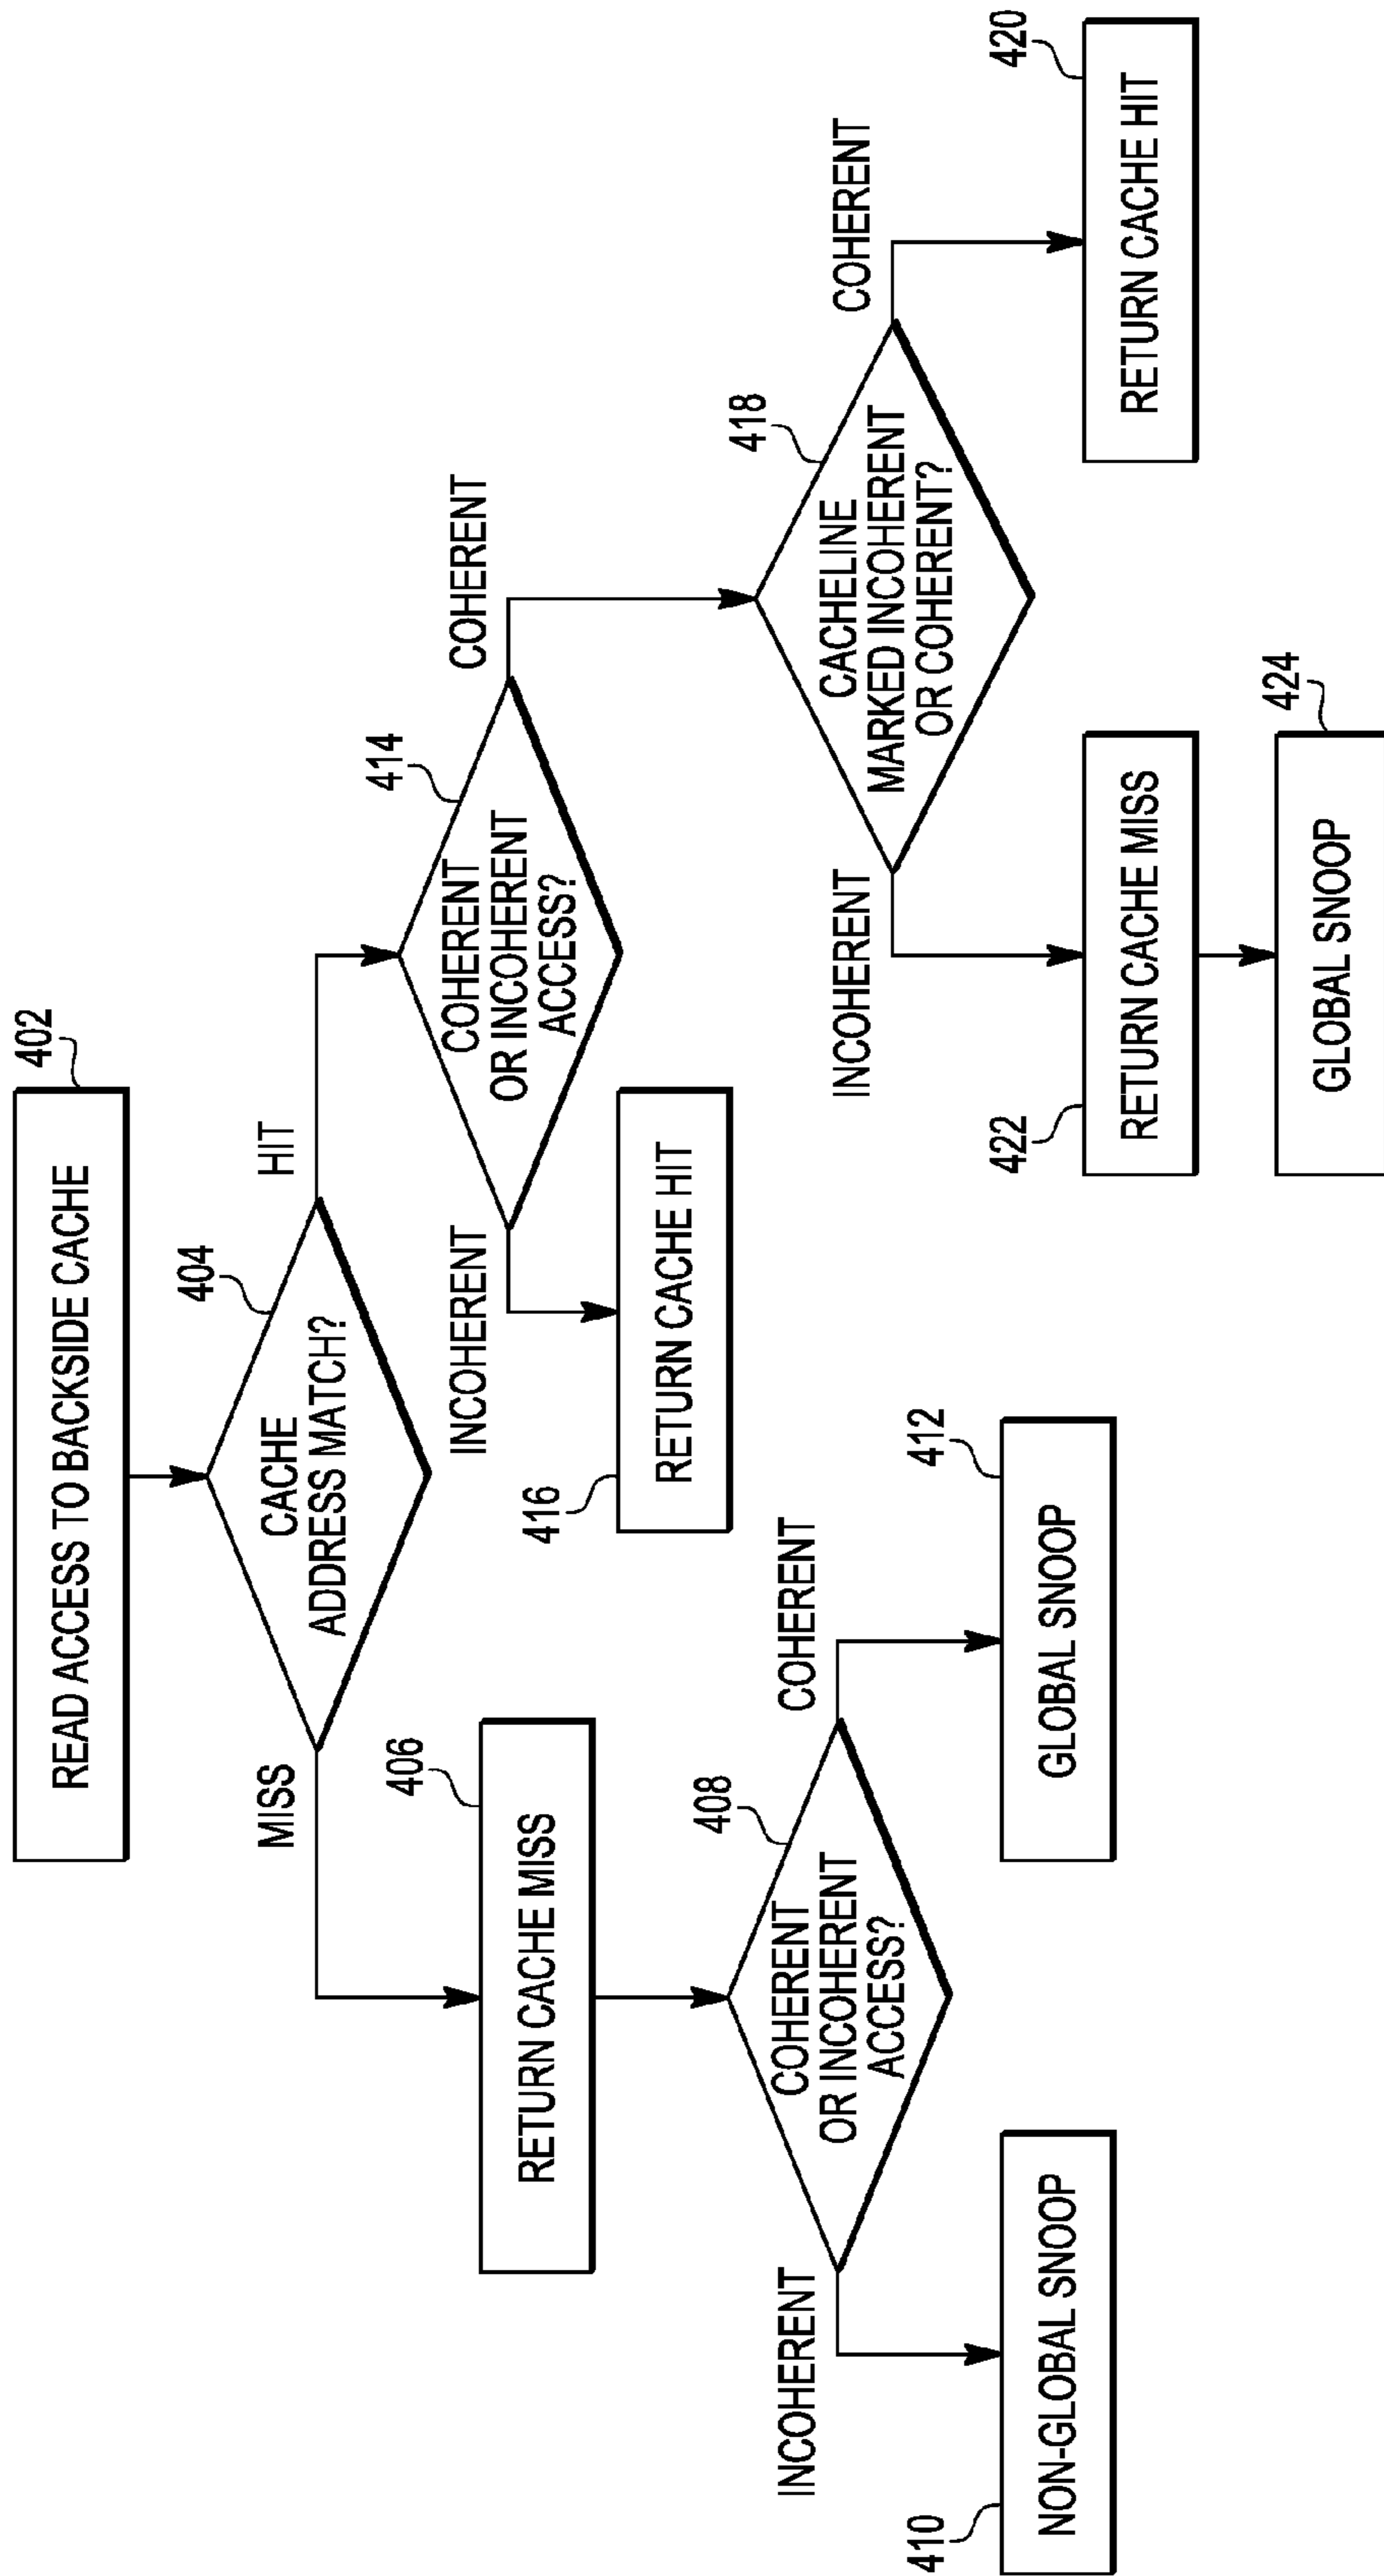 402
READ ACCESS TO BACKSIDE CACHE
404
CACHE
ADDRESS MATCH?
MISS
HIT
406
RETURN CACHE MISS
408
COHERENT
OR INCOHERENT
ACCESS?
INCOHERENT
COHERENT
410
NON-GLOBAL SNOOP
412
GLOBAL SNOOP
414
COHERENT
OR INCOHERENT
ACCESS?
INCOHERENT
COHERENT
416
RETURN CACHE HIT
418
CACHELINE
MARKED INCOHERENT
OR COHERENT?
INCOHERENT
COHERENT
422
RETURN CACHE MISS
420
RETURN CACHE HIT
424
GLOBAL SNOOP